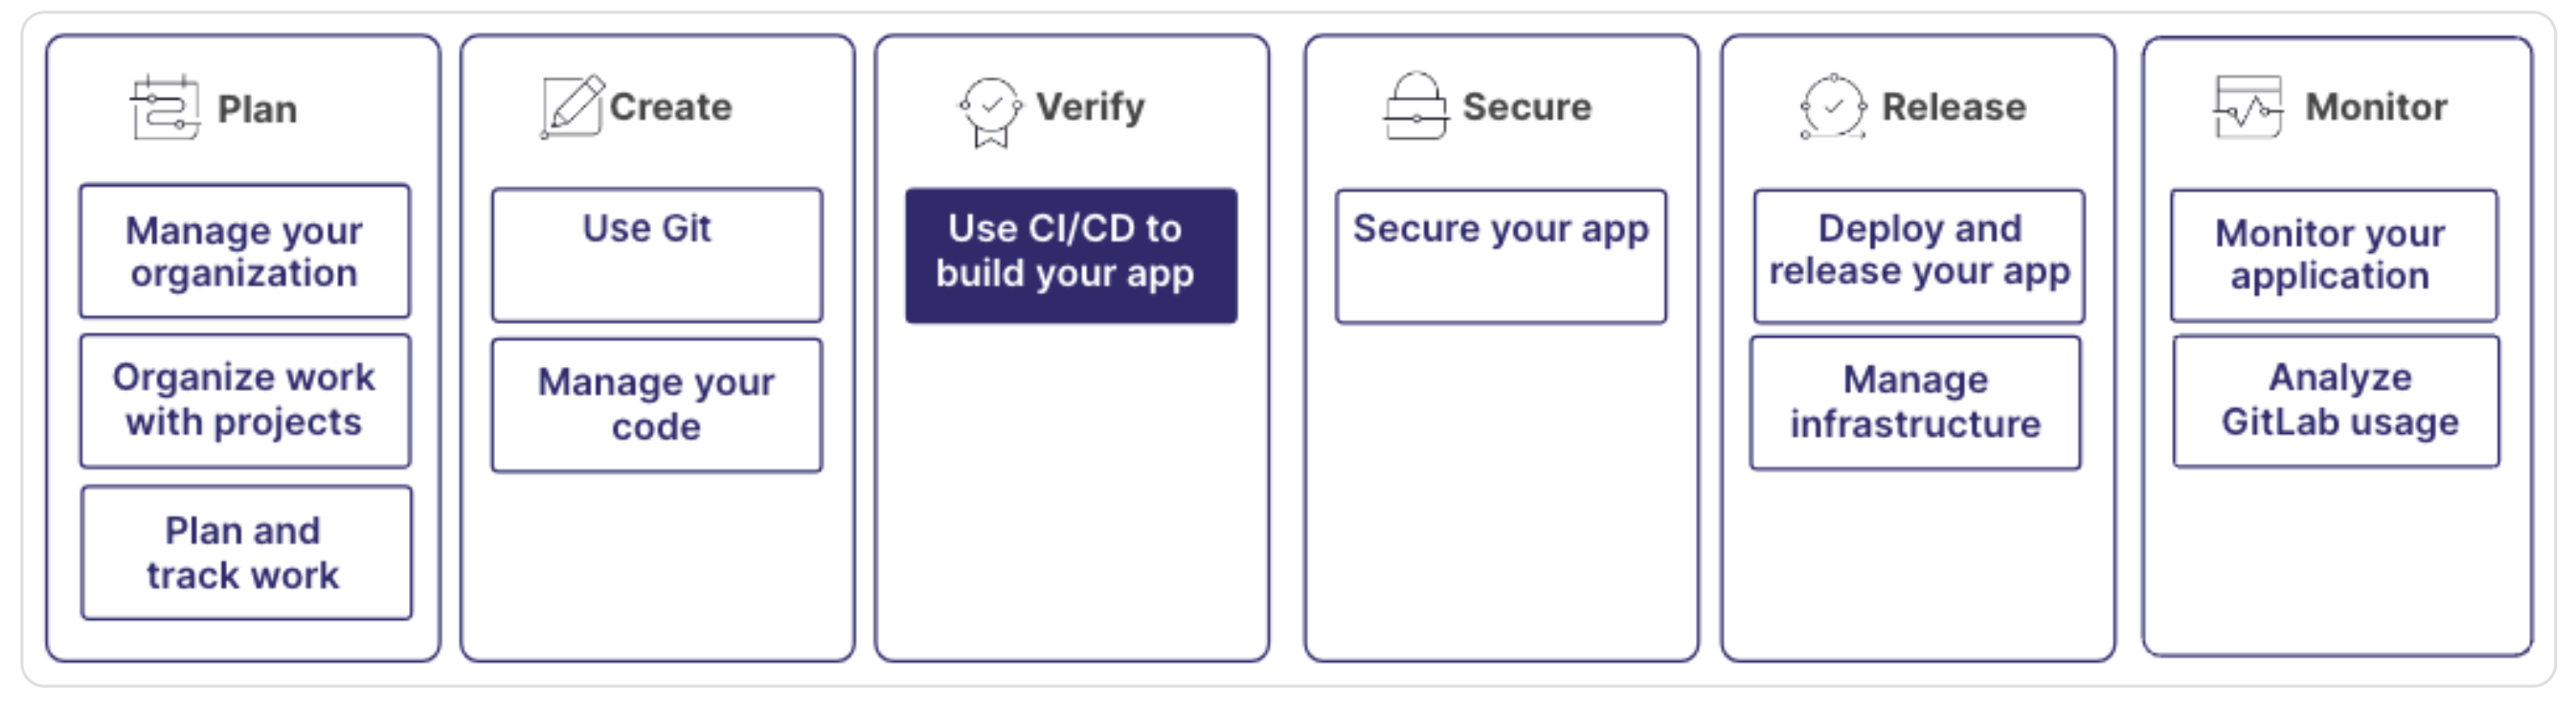 Plan
Manage your
organization
Organize work
with projects
Plan and
track work
Create
Use Git
Manage your
code
Verify
Use CI/CD to
build your app
Secure
Secure your app
Release
Deploy and
release your app
Manage
infrastructure
Monitor
Monitor your
application
Analyze
GitLab usage